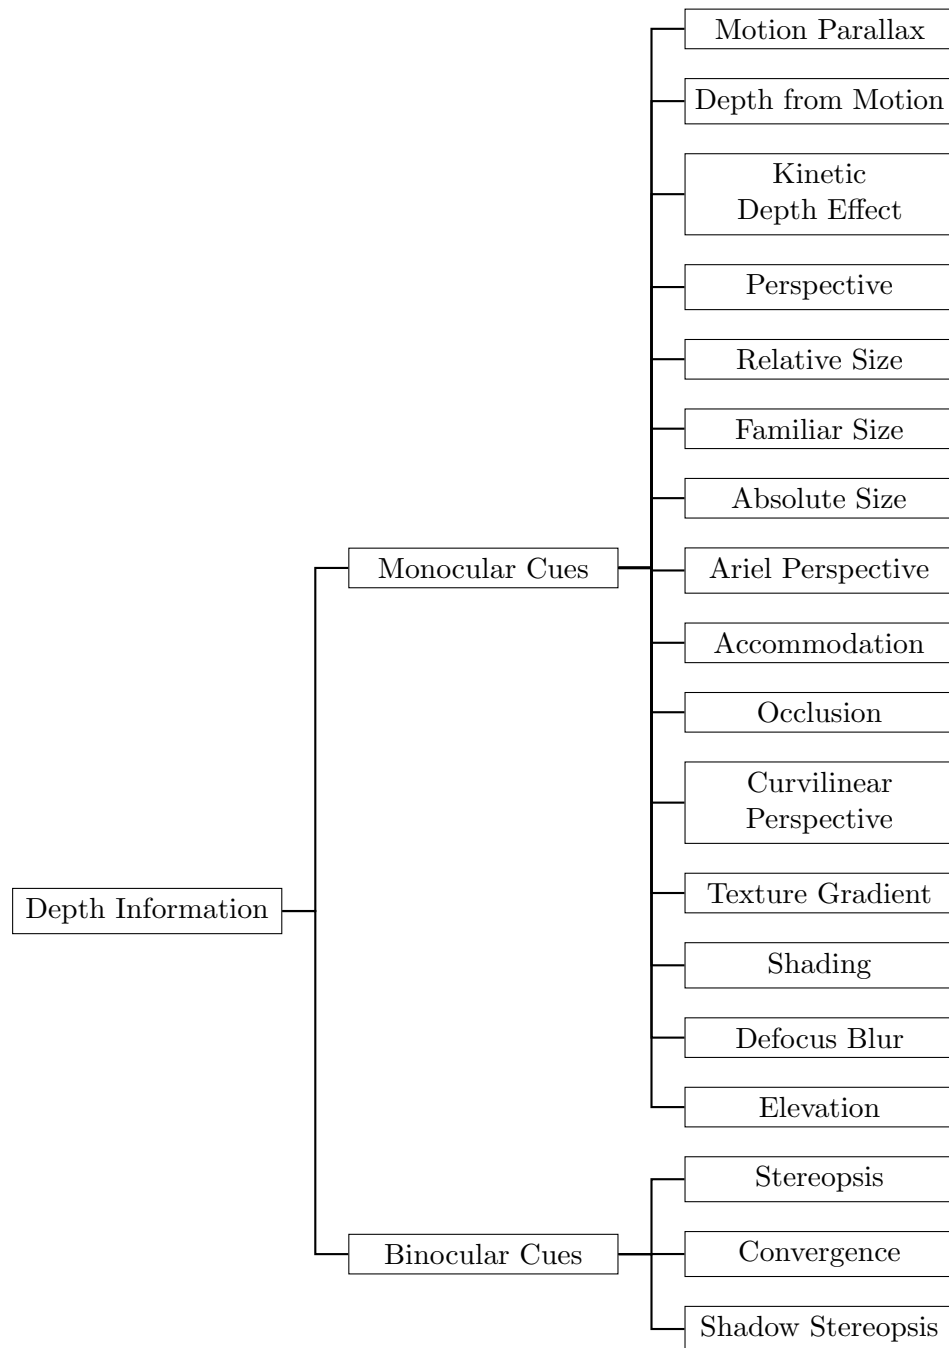 Motion Parallax
Depth from Motion
Kinetic
Depth Effect
Perspective
Relative Size
Familiar Size
Absolute Size
Monocular Cues
Ariel Perspective
Accommodation
Occlusion
Curvilinear
Perspective
Texture Gradient
Depth Information
Shading
Defocus Blur
Elevation
Stereopsis
Binocular Cues
Convergence
Shadow Stereopsis